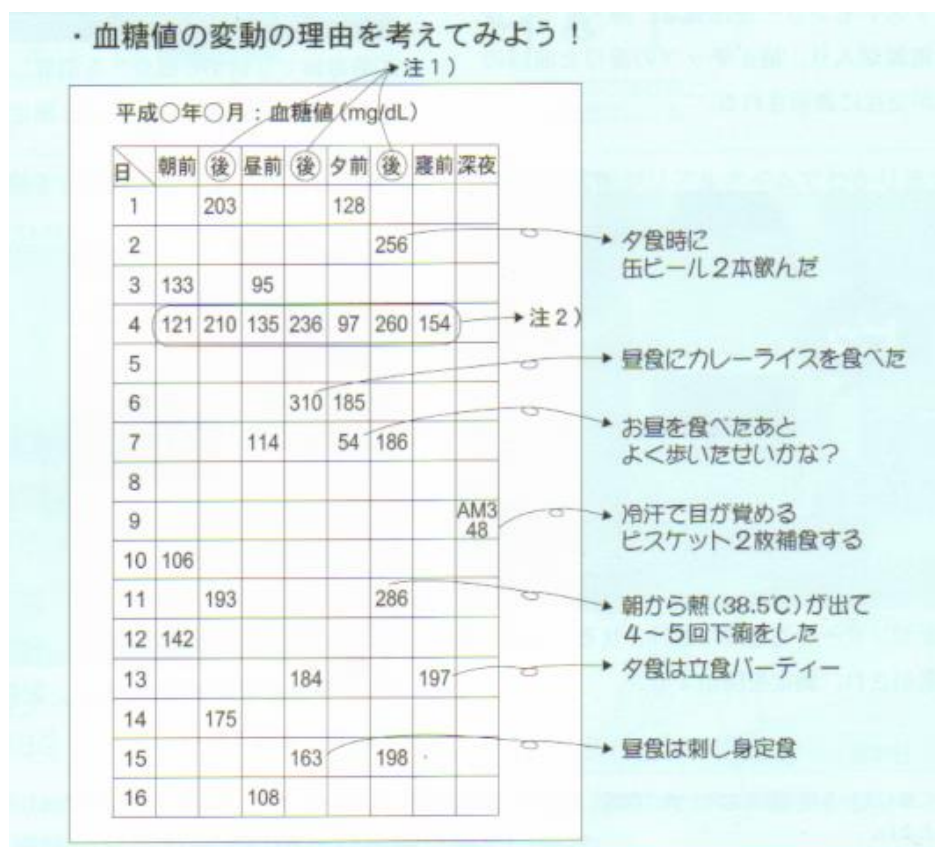 ・血糖値の変動の理由を考えてみよう！
注1）
平成〇年〇月：血糖値(mg/dL)
日 朝前 後 昼前 後 夕前 後 寝前 深夜
1 203 128
2 256
夕食時に
缶ビール2本飲んだ
3 133 95
4 121 210 135 236 97 260 154
注2）
5
昼食にカレーライスを食べた
6 310 185
7 114 54 186
お昼を食べたあと
よく歩いたせいかな？
8
9 AM3 48
冷汗で目が覚める
ビスケット2枚補食する
10 106
11 193 286
朝から熱(38.5℃)が出て
4〜5回下痢をした
12 142
13 184 197
夕食は立食パーティー
14 175
15 163 198
昼食は刺し身定食
16 108